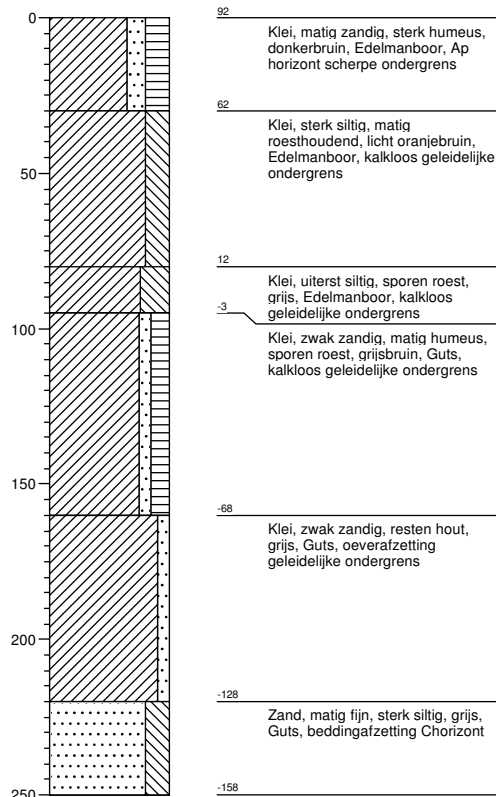 0
92
Klei, matig zandig, sterk humeus,
donkerbruin, Edelmanboor, Ap
horizont scherpe ondergrens
62
Klei, sterk siltig, matig
roesthoudend, licht oranjebruin,
Edelmanboor, kalkloos geleidelijke
ondergrens
50
12
Klei, uiterst siltig, sporen roest,
grijs, Edelmanboor, kalkloos
geleidelijke ondergrens
-3
100
Klei, zwak zandig, matig humeus,
sporen roest, grijsbruin, Guts,
kalkloos geleidelijke ondergrens
150
-68
Klei, zwak zandig, resten hout,
grijs, Guts, oeverafzetting
geleidelijke ondergrens
200
-128
Zand, matig fijn, sterk siltig, grijs,
Guts, beddingafzetting Chorizont
250
-158